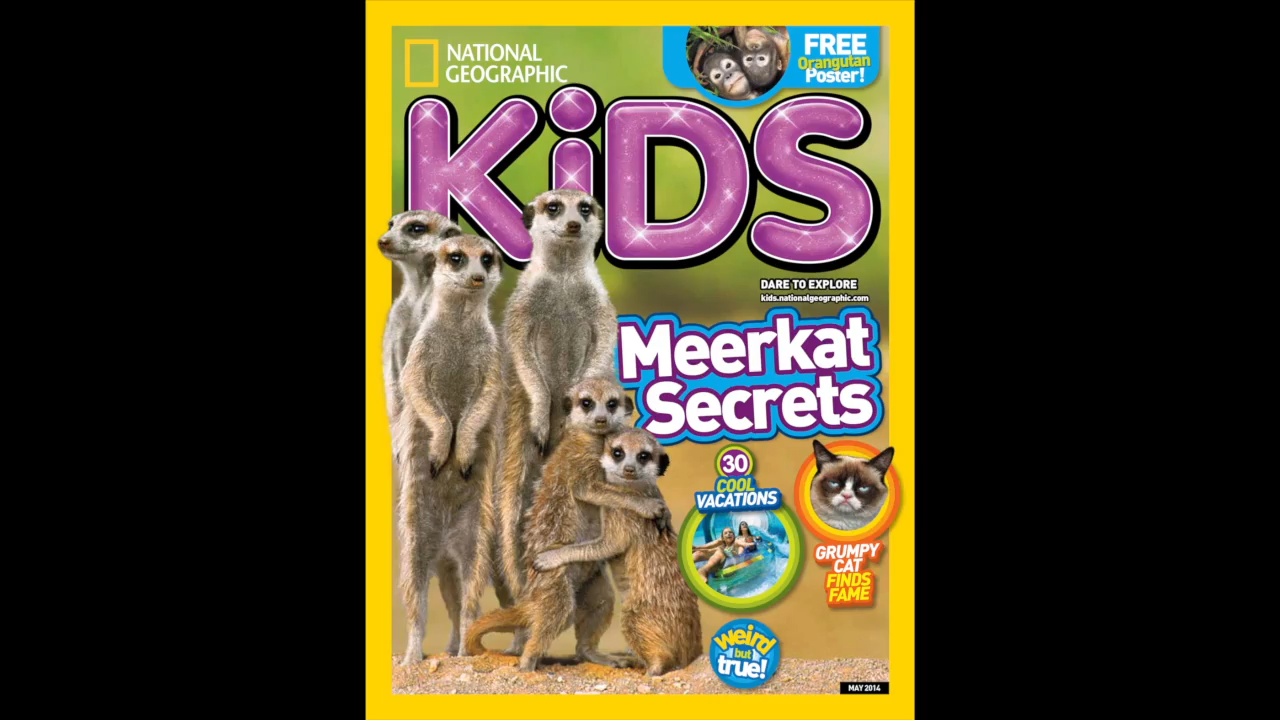 NATIONAL
GEOGRAPHIC
KiDS
FREE
Orangutan
Poster!
DARE TO EXPLORE
kids.nationalgeographic.com
Meerkat
Secrets
30
COOL
VACATIONS
GRUMPY
CAT
FINDS
FAME
weird
but
true!
MAY 2014